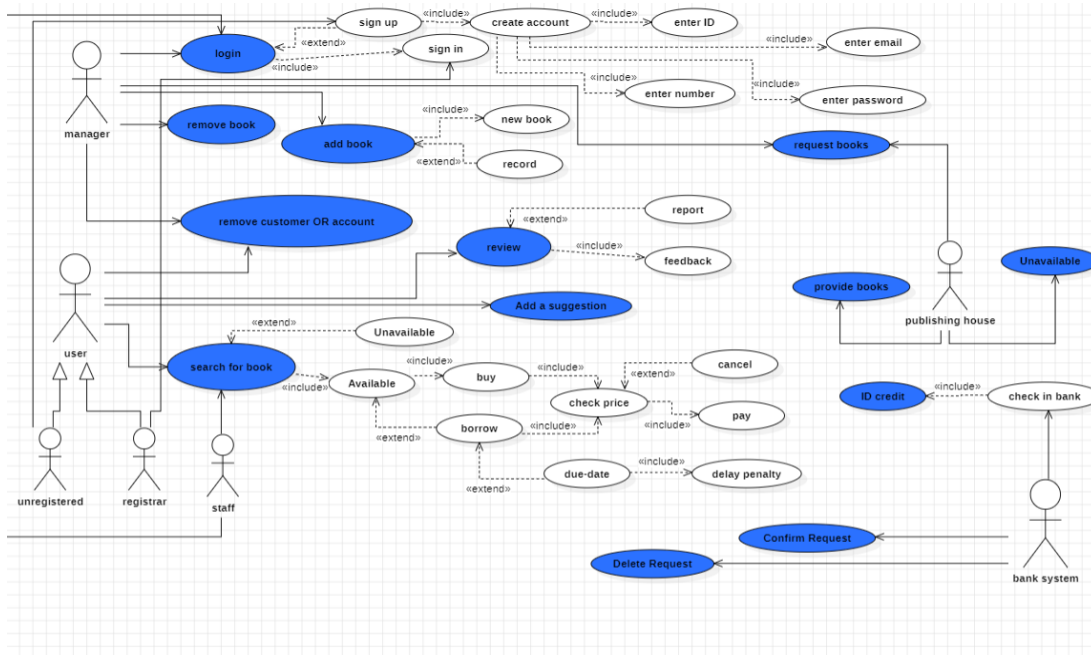 sign up
«include»
create account
«include»
enter ID
login
«extend»
«include»
sign in
«include»
enter email
«include»
enter number
«include»
enter password
manager
remove book
add book
«include»
new book
«extend»
record
request books
remove customer OR account
report
«extend»
review
«include»
feedback
Unavailable
provide books
publishing house
Add a suggestion
user
«extend»
Unavailable
search for book
«include»
Available
«include»
buy
«include»
cancel
«extend»
check price
«include»
pay
«extend»
borrow
«include»
ID credit
«include»
check in bank
«extend»
due-date
«include»
delay penalty
unregistered
registrar
staff
Confirm Request
Delete Request
bank system